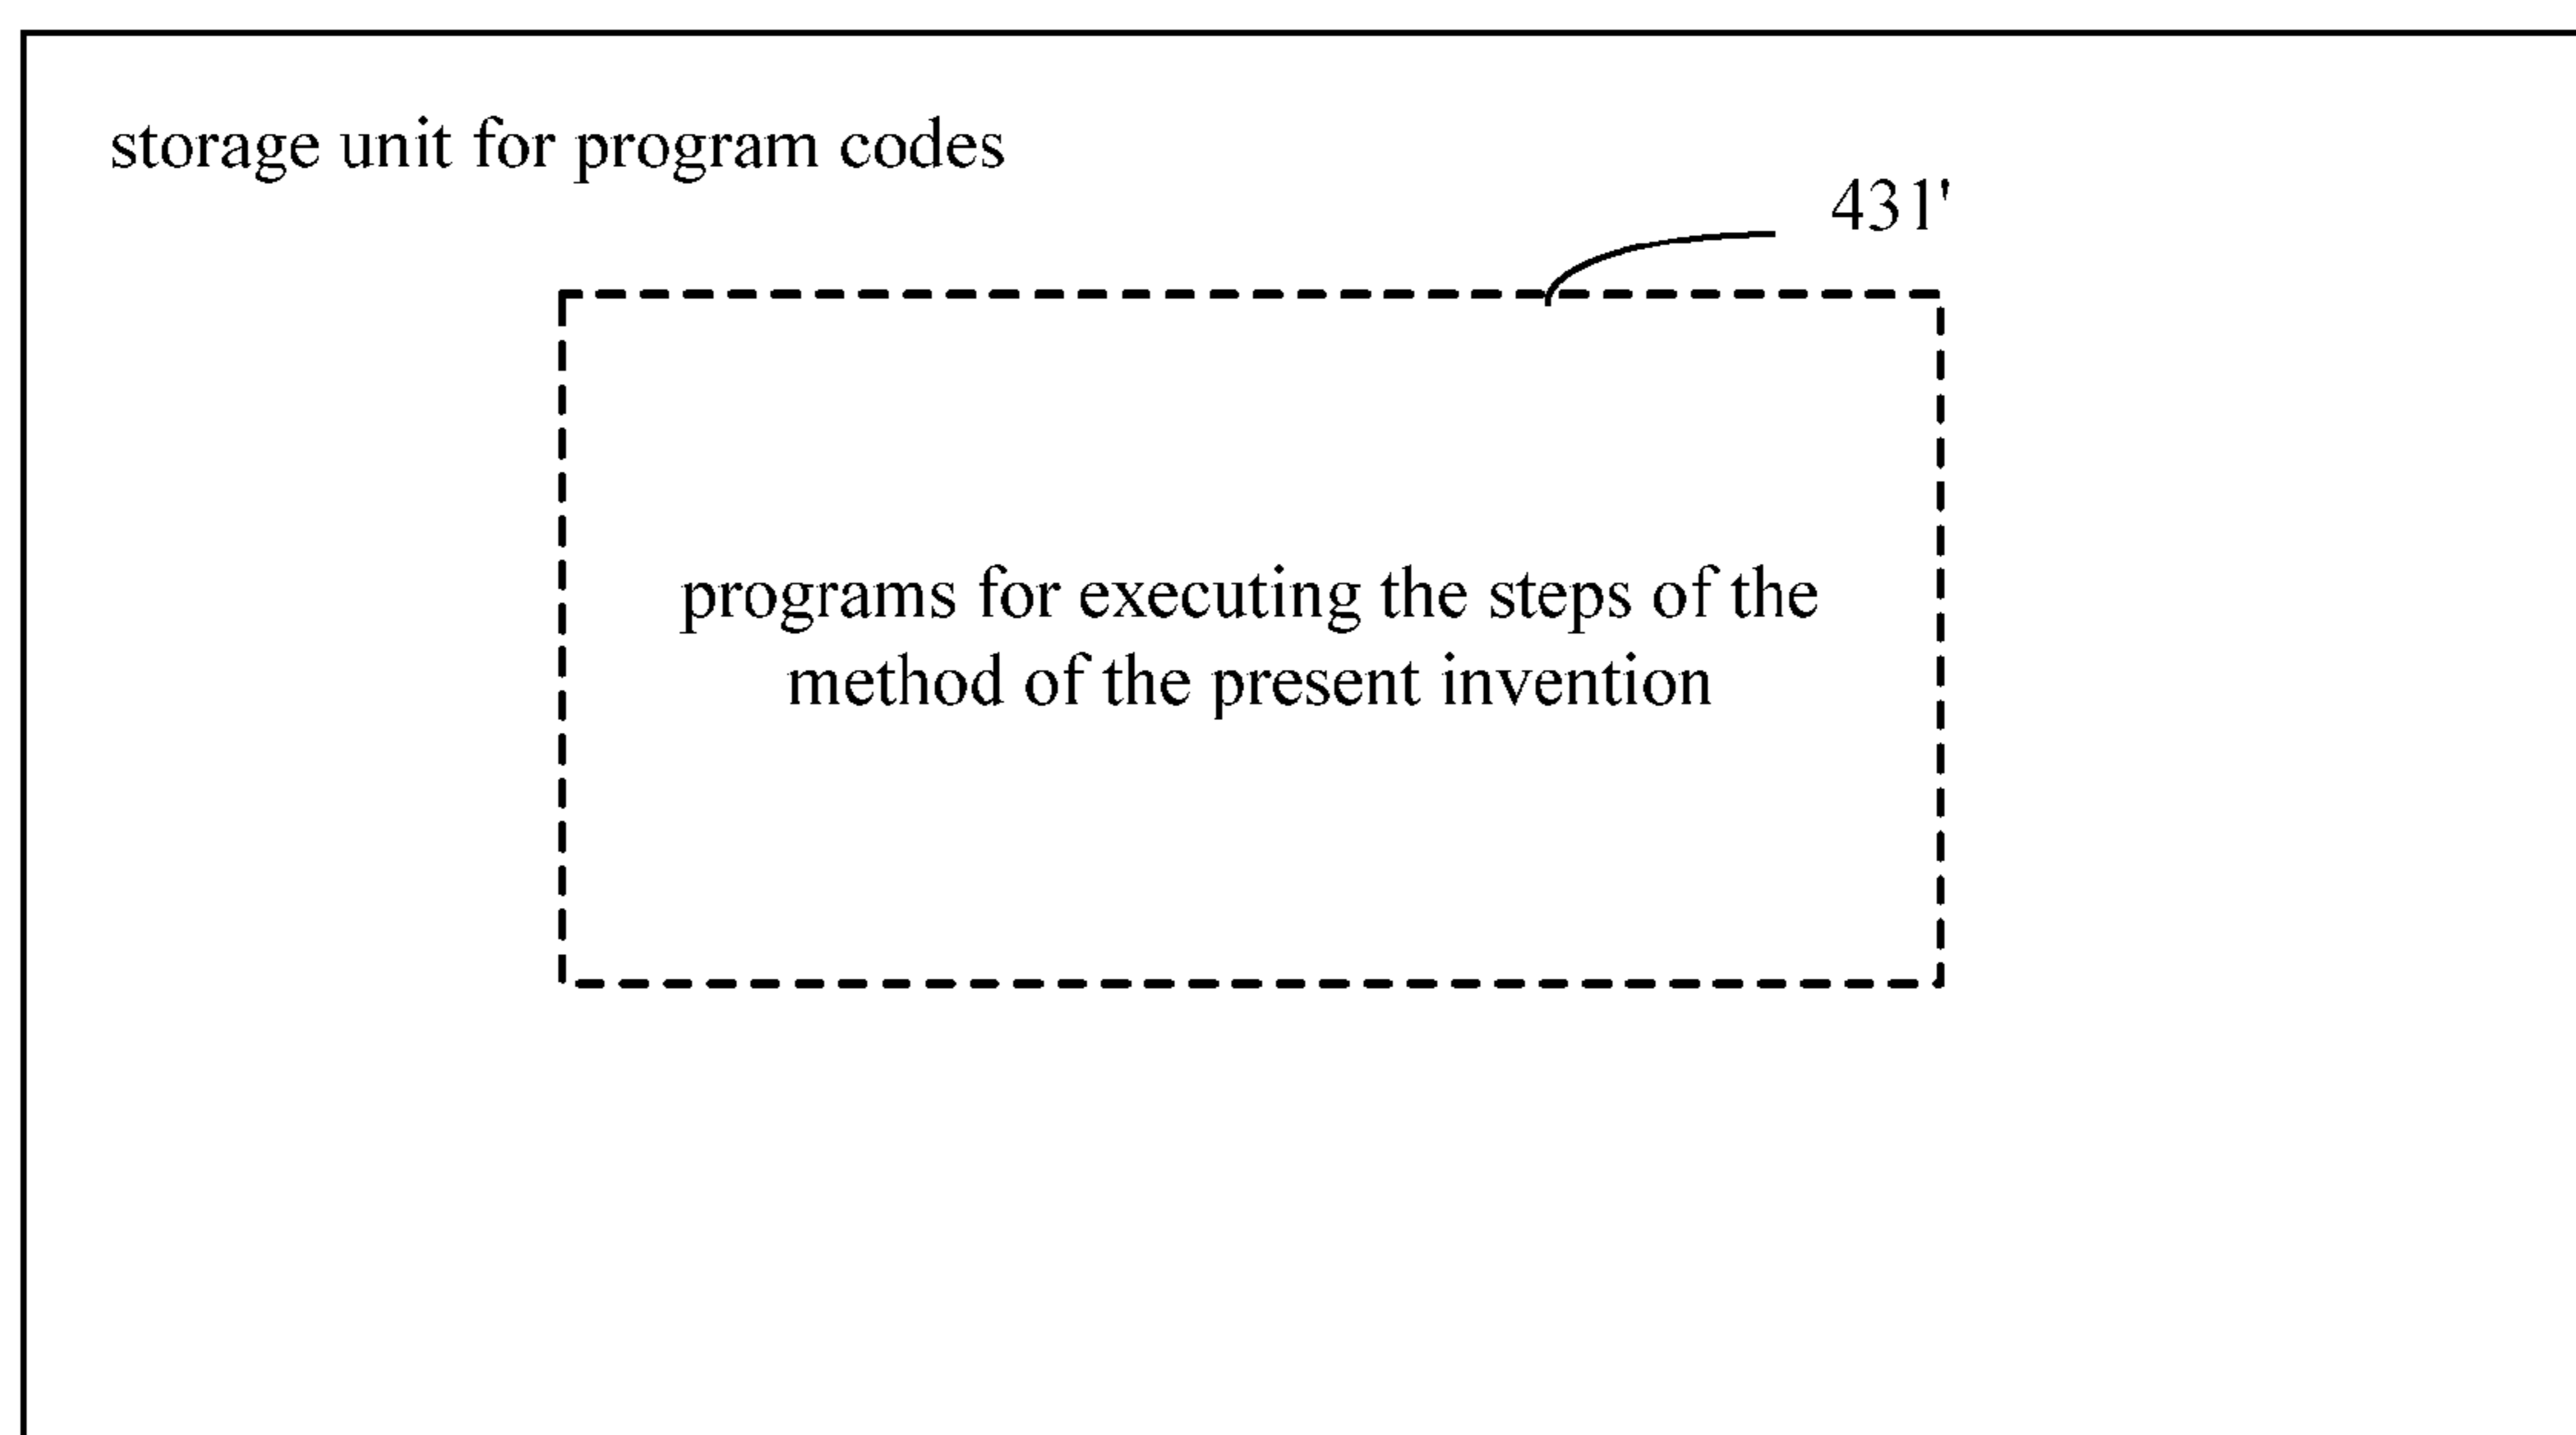 storage unit for program codes
431'
programs for executing the steps of the
method of the present invention